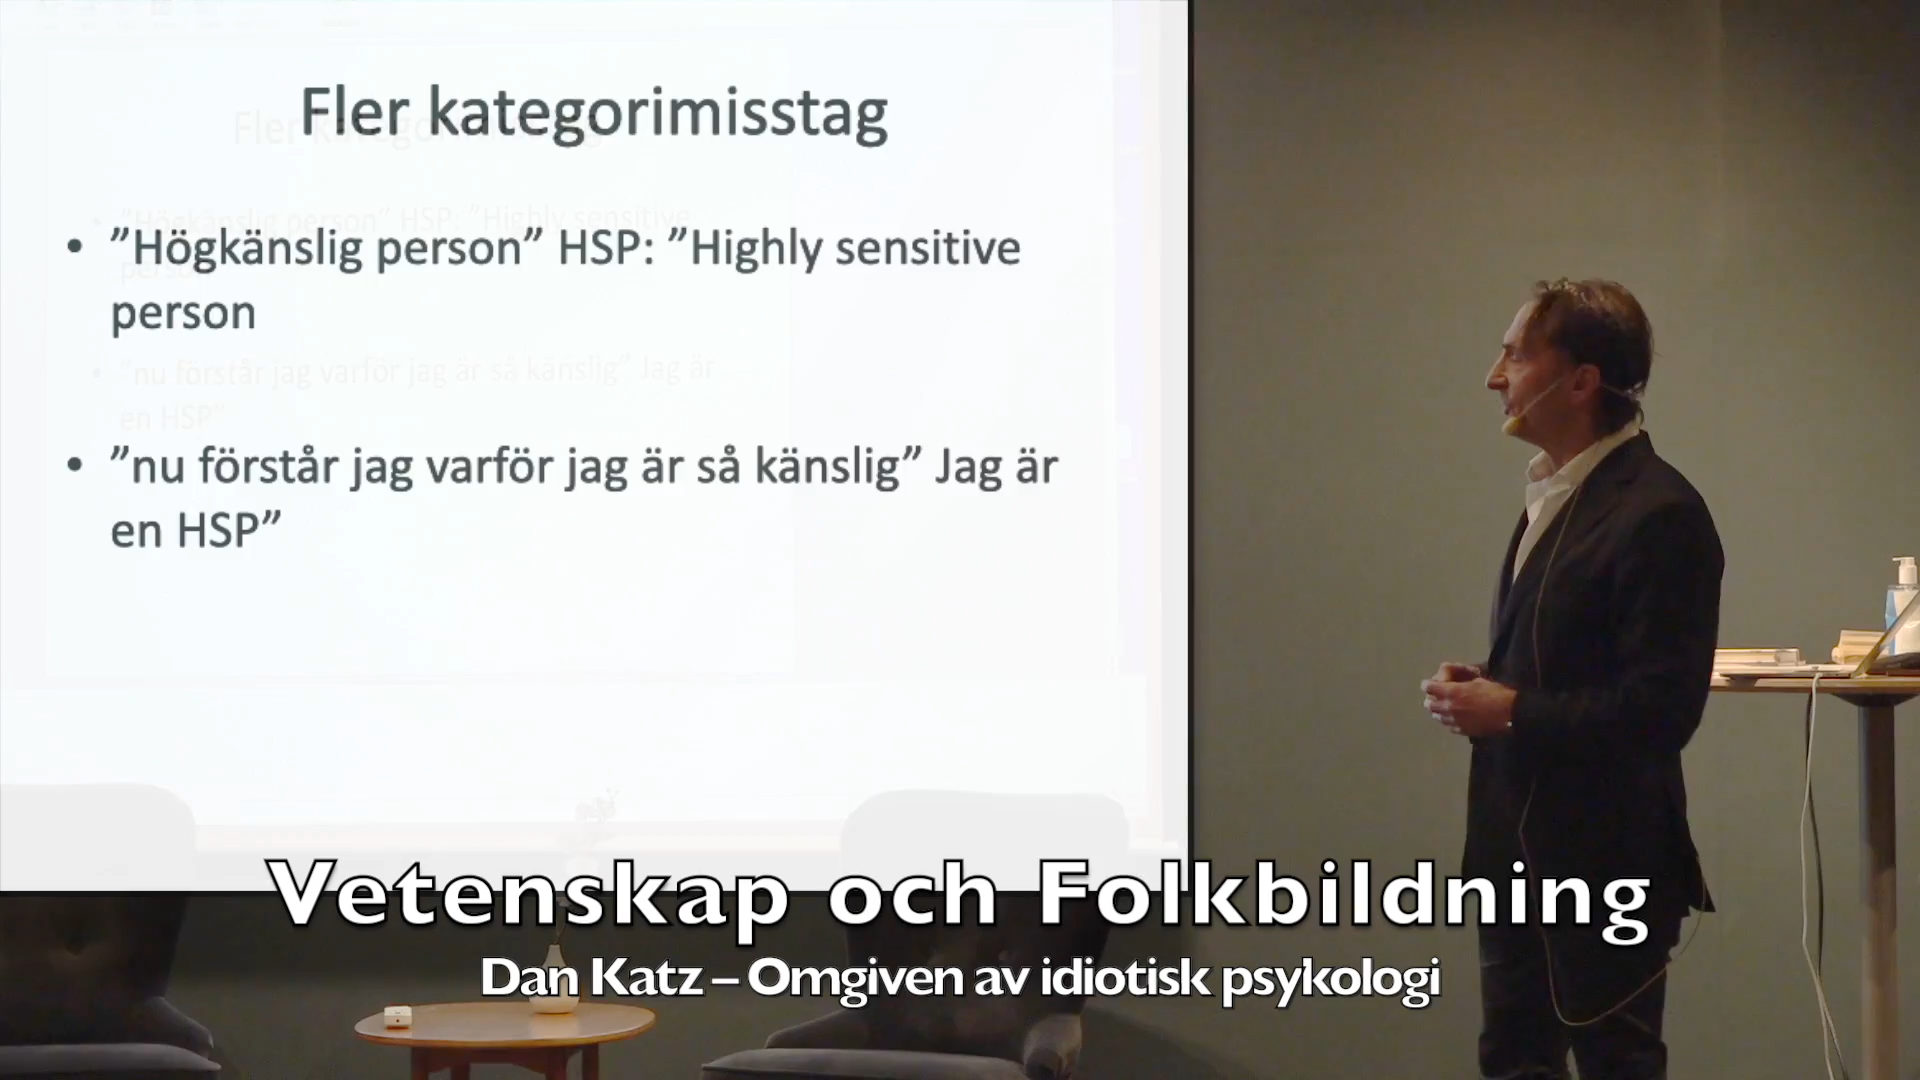 Fler kategorimisstag
• ”Högkänslig person” HSP: ”Highly sensitive
person
• ”nu förstår jag varför jag är så känslig” Jag är
en HSP”
Vetenskap och Folkbildning
Dan Katz – Omgiven av idiotisk psykologi